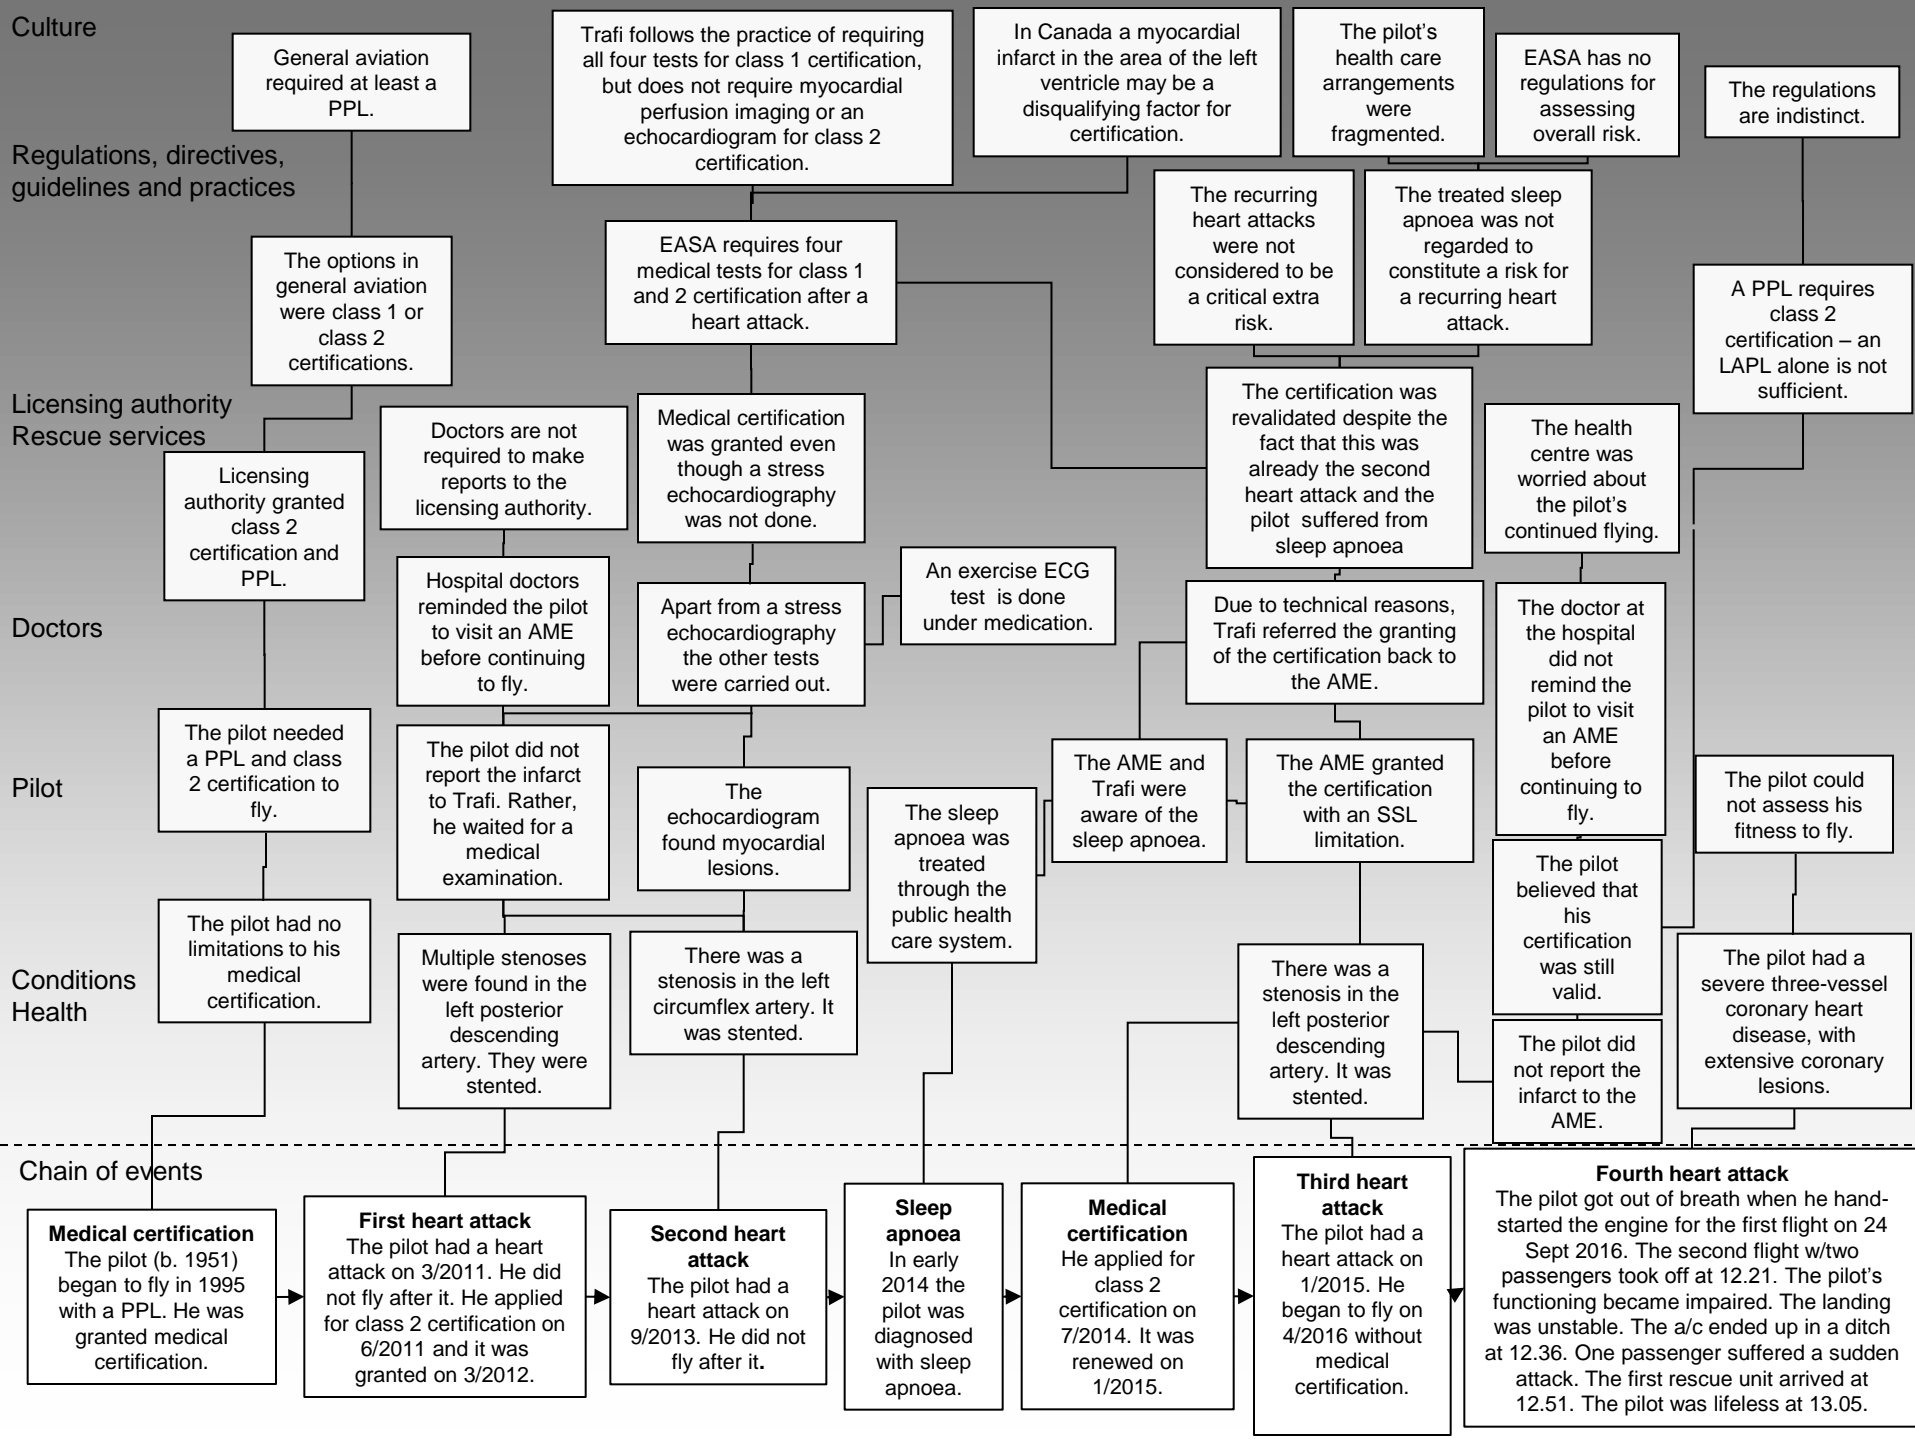 Culture
General aviation
required at least a
PPL.
Trafi follows the practice of requiring
all four tests for class 1 certification,
but does not require myocardial
perfusion imaging or an
echocardiogram for class 2
certification.
In Canada a myocardial
infarct in the area of the left
ventricle may be a
disqualifying factor for
certification.
The pilot’s
health care
arrangements
were
fragmented.
EASA has no
regulations for
assessing
overall risk.
The regulations
are indistinct.
Regulations, directives,
guidelines and practices
The options in
general aviation
were class 1 or
class 2
certifications.
EASA requires four
medical tests for class 1
and 2 certification after a
heart attack.
The recurring
heart attacks
were not
considered to be
a critical extra
risk.
The treated sleep
apnoea was not
regarded to
constitute a risk for
a recurring heart
attack.
A PPL requires
class 2
certification – an
LAPL alone is not
sufficient.
Licensing authority
Rescue services
Licensing
authority granted
class 2
certification and
PPL.
Doctors are not
required to make
reports to the
licensing authority.
Medical certification
was granted even
though a stress
echocardiography
was not done.
The certification was
revalidated despite the
fact that this was
already the second
heart attack and the
pilot suffered from
sleep apnoea
The health
centre was
worried about
the pilot’s
continued flying.
Doctors
Hospital doctors
reminded the pilot
to visit an AME
before continuing
to fly.
Apart from a stress
echocardiography
the other tests
were carried out.
An exercise ECG
test is done
under medication.
Due to technical reasons,
Trafi referred the granting
of the certification back to
the AME.
The doctor at
the hospital
did not
remind the
pilot to visit
an AME
before
continuing to
fly.
Pilot
The pilot needed
a PPL and class
2 certification to
fly.
The pilot did not
report the infarct
to Trafi. Rather,
he waited for a
medical
examination.
The
echocardiogram
found myocardial
lesions.
The sleep
apnoea was
treated
through the
public health
care system.
The AME and
Trafi were
aware of the
sleep apnoea.
The AME granted
the certification
with an SSL
limitation.
The pilot could
not assess his
fitness to fly.
The pilot
believed that
his
certification
was still
valid.
Conditions
Health
The pilot had no
limitations to his
medical
certification.
Multiple stenoses
were found in the
left posterior
descending
artery. They were
stented.
There was a
stenosis in the left
circumflex artery. It
was stented.
There was a
stenosis in the
left posterior
descending
artery. It was
stented.
The pilot did
not report the
infarct to the
AME.
The pilot had a
severe three-vessel
coronary heart
disease, with
extensive coronary
lesions.
Chain of events
Medical certification
The pilot (b. 1951)
began to fly in 1995
with a PPL. He was
granted medical
certification.
First heart attack
The pilot had a heart
attack on 3/2011. He did
not fly after it. He applied
for class 2 certification on
6/2011 and it was
granted on 3/2012.
Second heart
attack
The pilot had a
heart attack on
9/2013. He did not
fly after it.
Sleep
apnoea
In early
2014 the
pilot was
diagnosed
with sleep
apnoea.
Medical
certification
He applied for
class 2
certification on
7/2014. It was
renewed on
1/2015.
Third heart
attack
The pilot had a
heart attack on
1/2015. He
began to fly on
4/2016 without
medical
certification.
Fourth heart attack
The pilot got out of breath when he hand-
started the engine for the first flight on 24
Sept 2016. The second flight w/two
passengers took off at 12.21. The pilot’s
functioning became impaired. The landing
was unstable. The a/c ended up in a ditch
at 12.36. One passenger suffered a sudden
attack. The first rescue unit arrived at
12.51. The pilot was lifeless at 13.05.